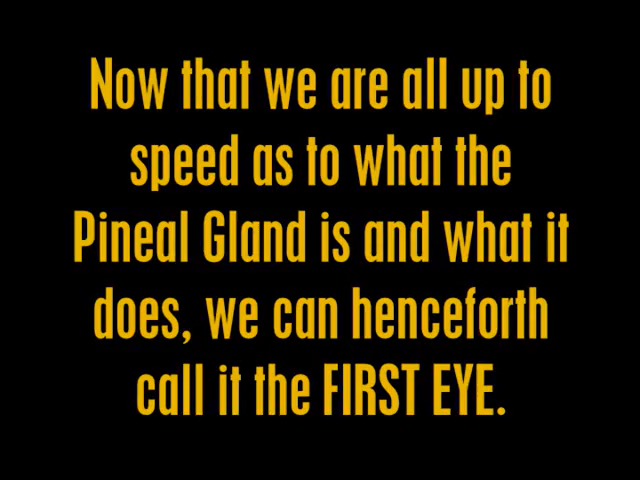 Now that we are all up to
speed as to what the
Pineal Gland is and what it
does, we can henceforth
call it the FIRST EYE.